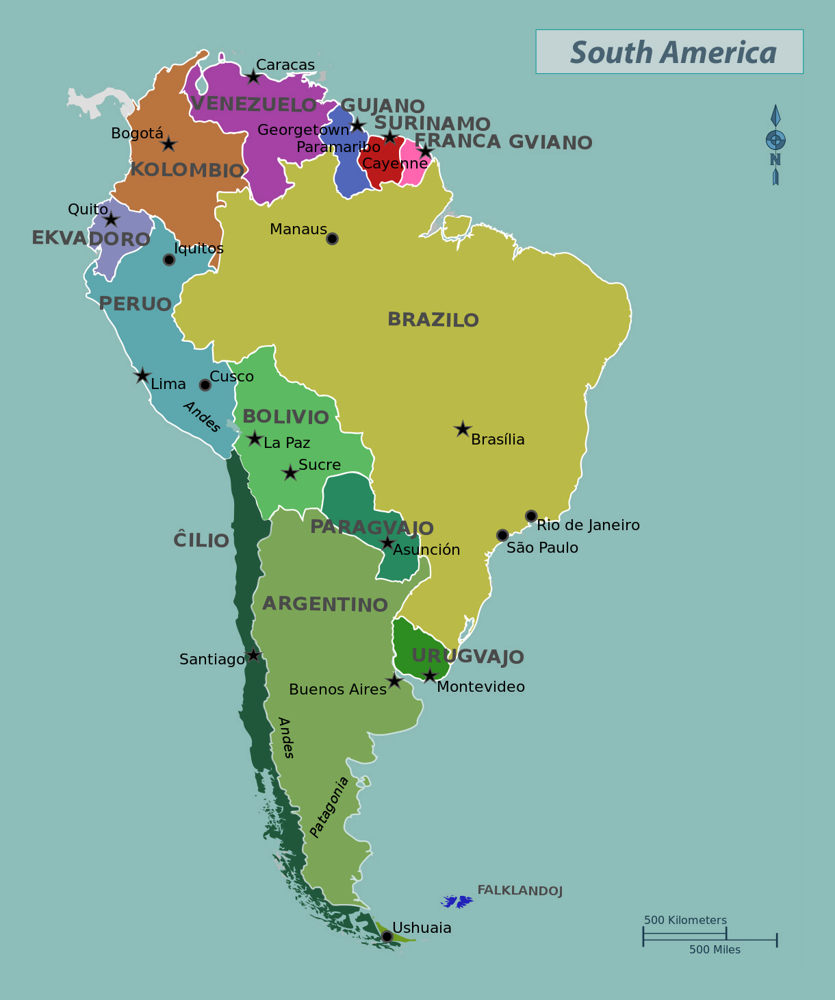 South America
Caracas
VENEZUELO
GUJANO
SURINAMO
FRANCA GVIANO
Georgetown
Paramaribo
Cayenne
Bogotá
KOLOMBIO
N
Quito
EKVADORO
Iquitos
Manaus
PERUO
BRAZILO
Lima
Cusco
Andes
BOLIVIO
La Paz
Sucre
Brasília
PARAGVAJO
Asunción
Rio de Janeiro
São Paulo
ĈILIO
ARGENTINO
Santiago
URUGVAJO
Buenos Aires
Montevideo
Andes
Patagonia
FALKLANDOJ
Ushuaia
500 Kilometers
500 Miles